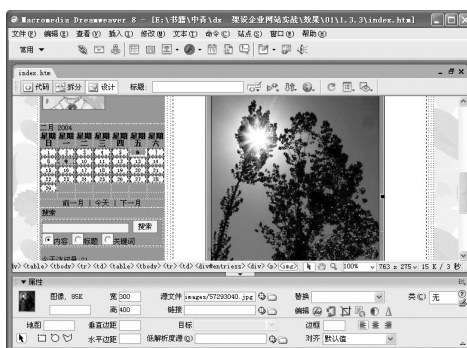 Macromedia Dreamweaver 8 - [E:\书籍\中青\dx 架设企业网站实战\效果\01\1.3.3\index.htm]
文件(F) 编辑(E) 查看(V) 插入(I) 修改(M) 文本(T) 命令(C) 站点(S) 窗口(W) 帮助(H)
常用
index.htm
代码 拆分 设计 标题:
二月 2004
星期日 星期一 星期二 星期三 星期四 星期五 星期六
前一月 | 今天 | 下一月
搜索
搜索
内容 标题 关键词
<table><tbody><tr><td><table><tbody><tr><td><div#entriess><div><p><img> 100% 763 x 275 15 K / 3 秒
属性
图像, 85K 宽 300 源文件 images/57293040.jpg 替换 类(C) 无
高 400 链接 编辑
地图 垂直边距 目标 边框
水平边距 低解析度源(O) 对齐 默认值